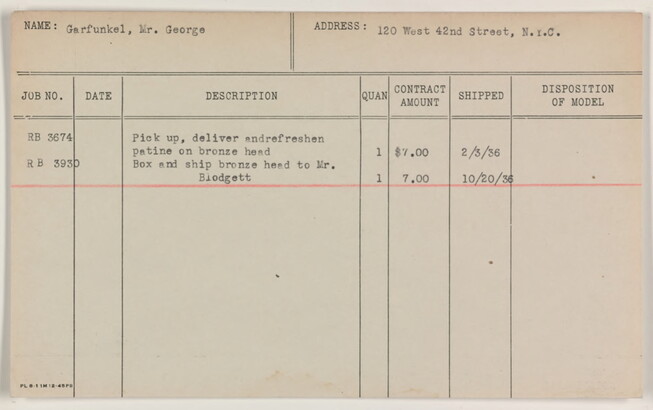 NAME: Garfunkel, Mr. George ADDRESS: 120 West 42nd Street, N.Y.C.
JOB NO. DATE DESCRIPTION QUAN CONTRACT AMOUNT SHIPPED DISPOSITION OF MODEL
RB 3674 Pick up, deliver andrefreshen
patine on bronze head 1 $7.00 2/3/36
RB 3930 Box and ship bronze head to Mr.
Blodgett 1 7.00 10/20/36